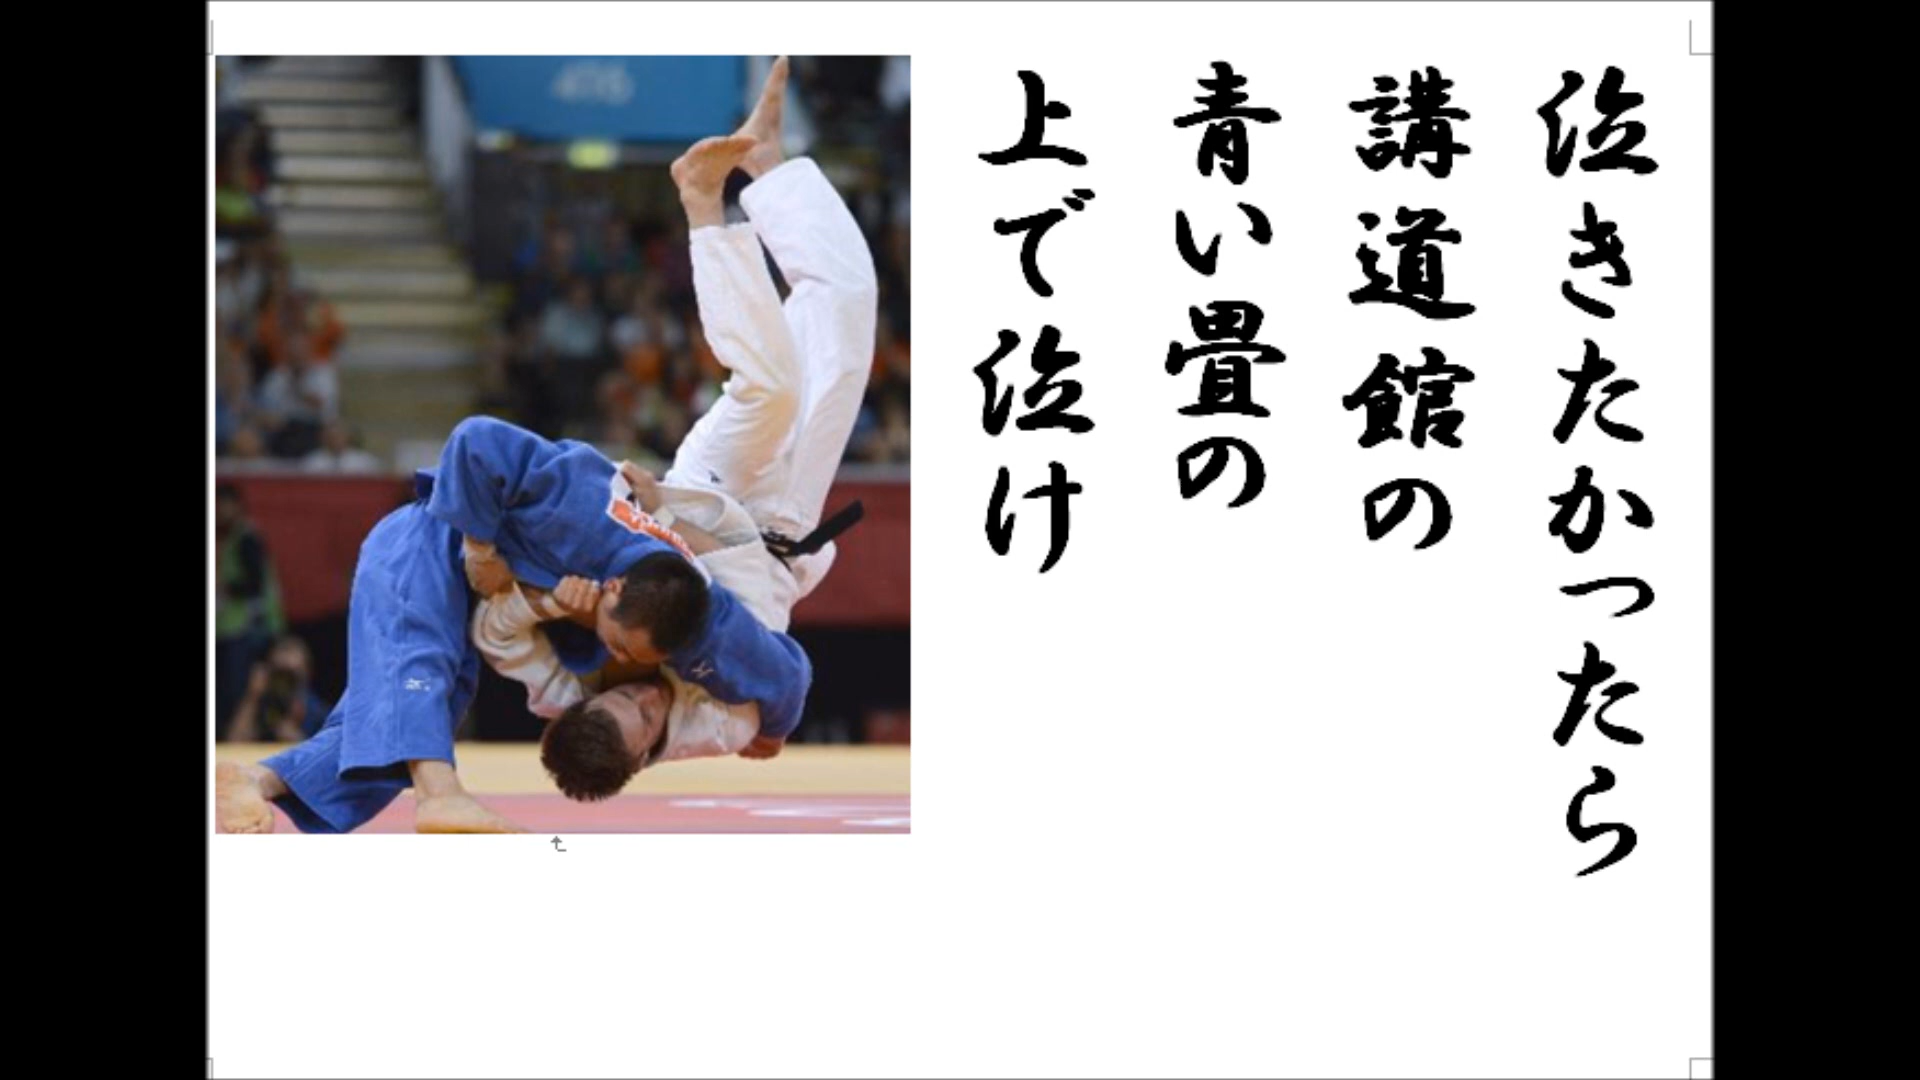 泣きたかったら
講道館の
青い畳の
上で泣け